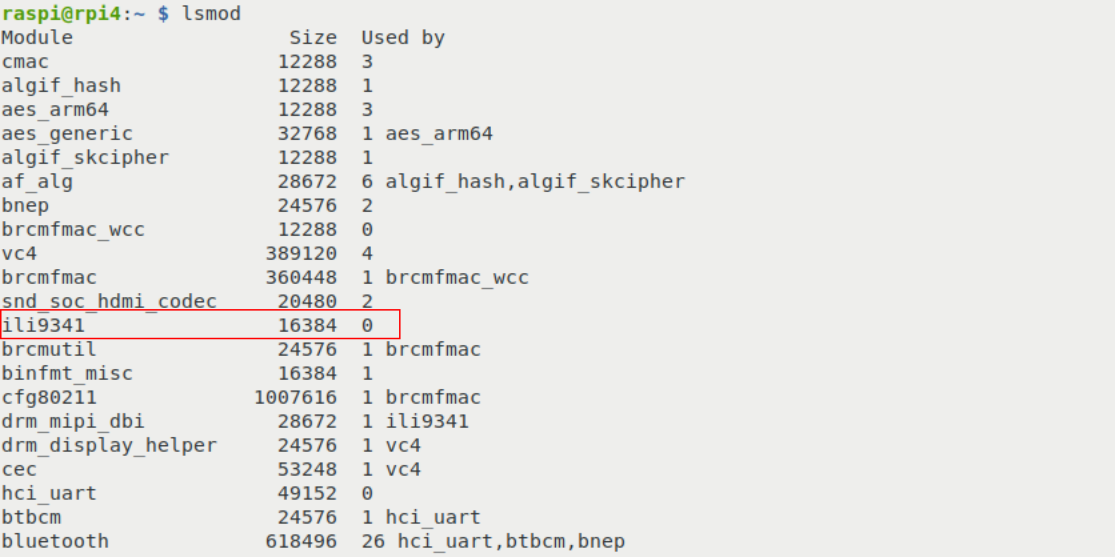 raspi@rpi4:~ $ lsmod
Module                  Size  Used by
cmac                   12288  3
algif_hash             12288  1
aes_arm64              12288  3
aes_generic            32768  1 aes_arm64
algif_skcipher         12288  1
af_alg                 28672  6 algif_hash,algif_skcipher
bnep                   24576  2
brcmfmac_wcc           12288  0
vc4                   389120  4
brcmfmac              360448  1 brcmfmac_wcc
snd_soc_hdmi_codec     20480  2
ili9341                16384  0
brcmutil               24576  1 brcmfmac
binfmt_misc            16384  1
cfg80211             1007616  1 brcmfmac
drm_mipi_dbi           28672  1 ili9341
drm_display_helper     24576  1 vc4
cec                    53248  1 vc4
hci_uart               49152  0
btbcm                  24576  1 hci_uart
bluetooth             618496  26 hci_uart,btbcm,bnep